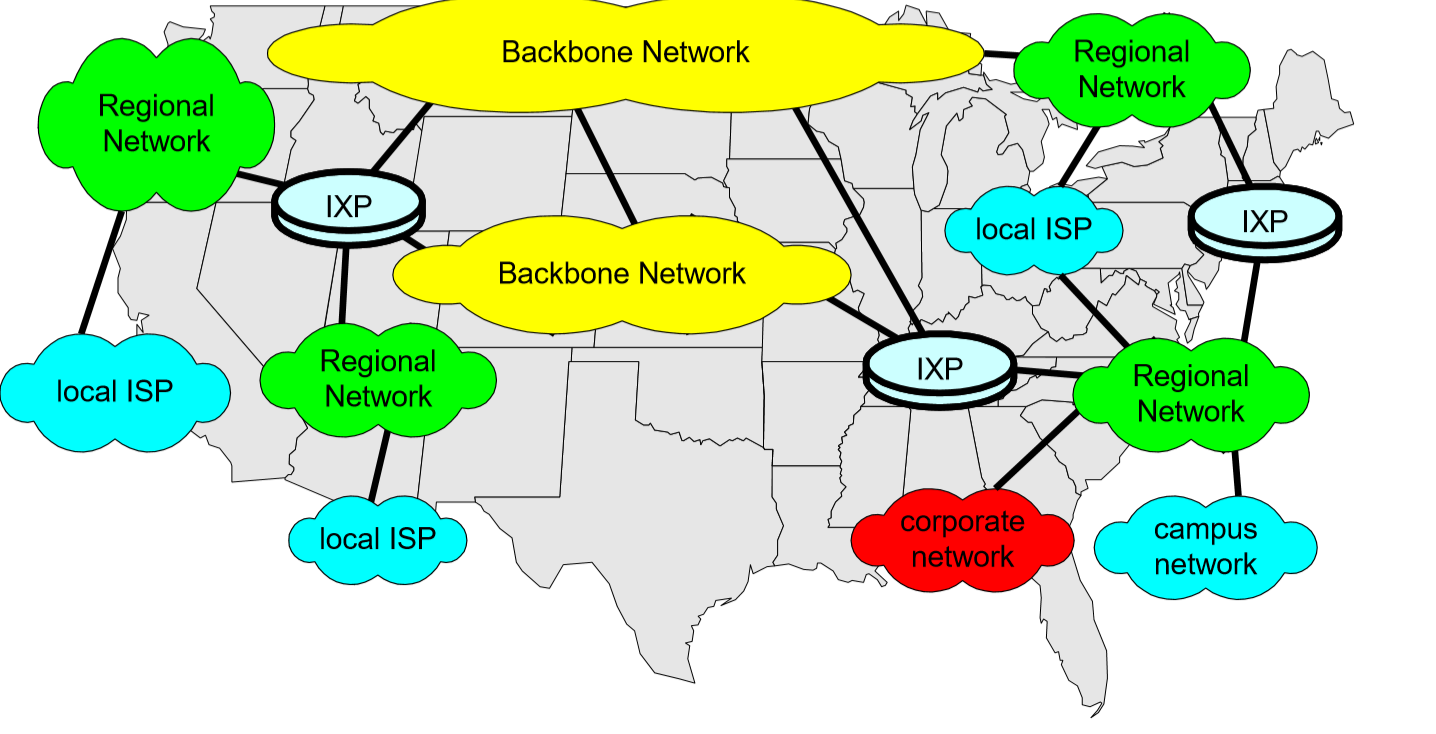 Backbone Network
Regional
Network
Regional
Network
IXP
IXP
local ISP
Backbone Network
Regional
Network
IXP
Regional
Network
local ISP
corporate
network
campus
network
local ISP